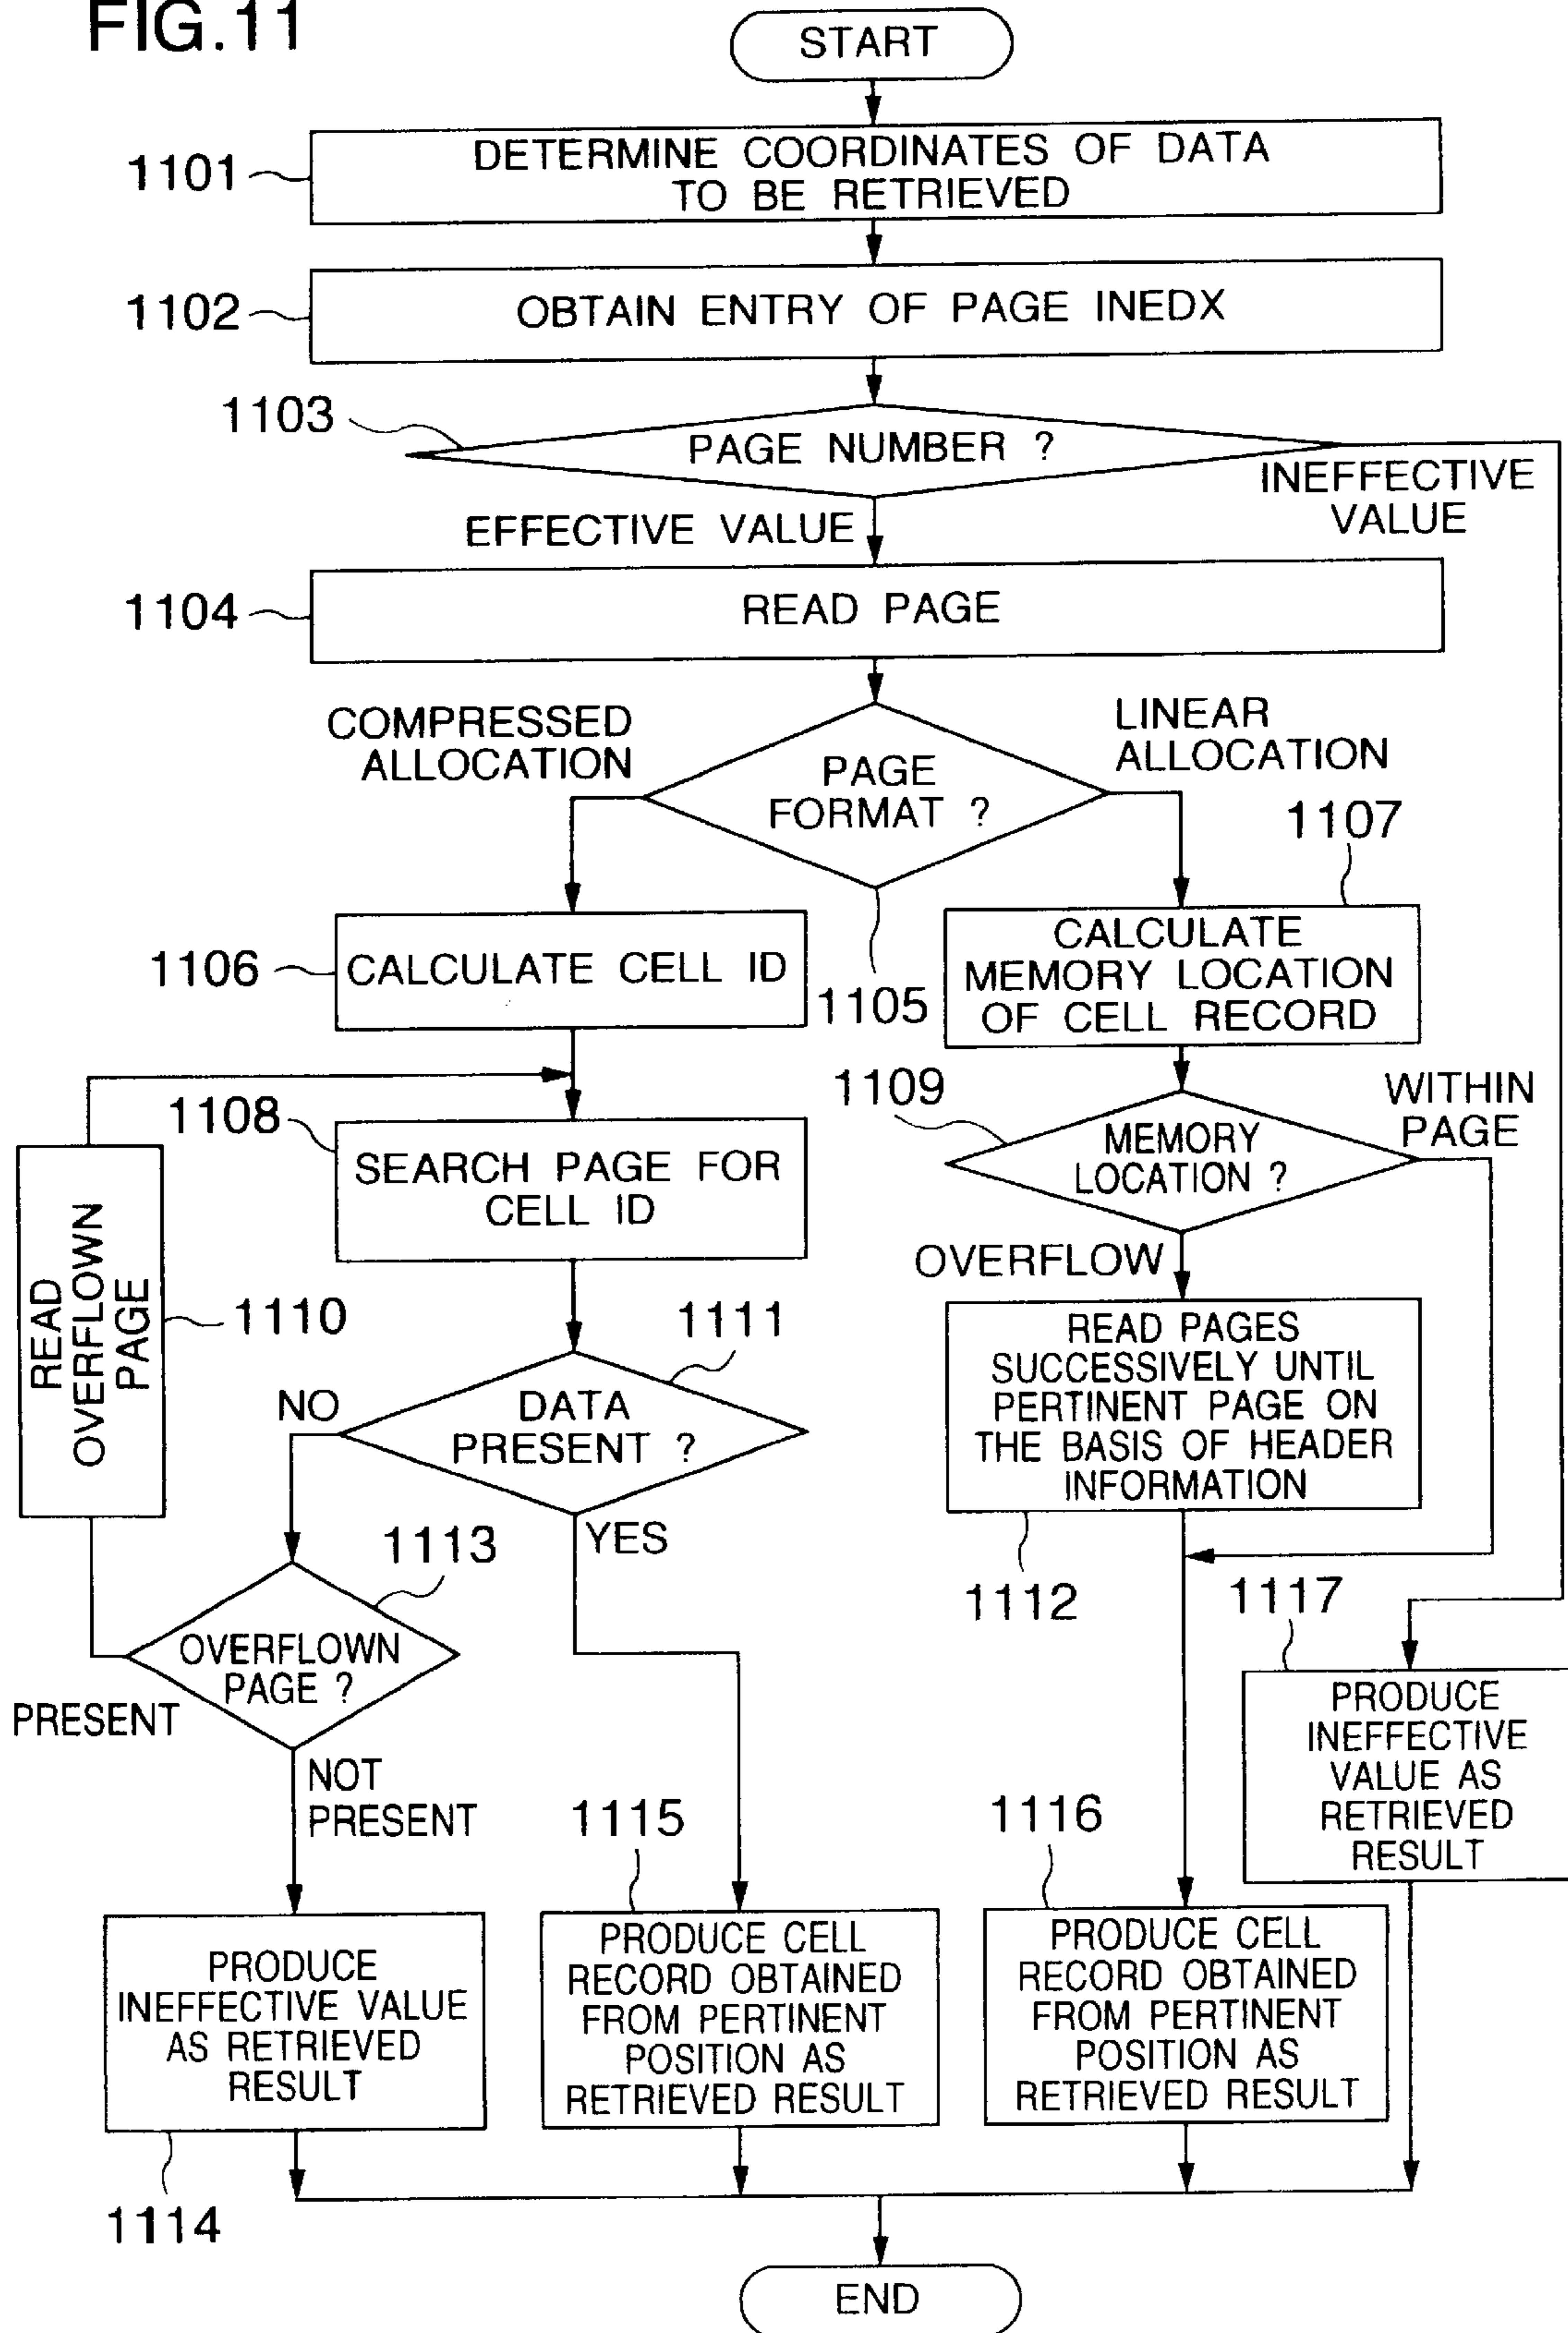 FIG.11
START
1101
DETERMINE COORDINATES OF DATA
TO BE RETRIEVED
1102
OBTAIN ENTRY OF PAGE INEDX
1103
PAGE NUMBER ?
INEFFECTIVE
VALUE
EFFECTIVE VALUE
1104
READ PAGE
COMPRESSED
ALLOCATION
PAGE
FORMAT ?
LINEAR
ALLOCATION
1105
1106
CALCULATE CELL ID
1107
CALCULATE
MEMORY LOCATION
OF CELL RECORD
1108
SEARCH PAGE FOR
CELL ID
1109
MEMORY
LOCATION ?
WITHIN
PAGE
OVERFLOW
READ
OVERFLOWN
PAGE
1110
1111
DATA
PRESENT ?
NO
YES
READ PAGES
SUCCESSIVELY UNTIL
PERTINENT PAGE ON
THE BASIS OF HEADER
INFORMATION
1112
1113
OVERFLOWN
PAGE ?
PRESENT
NOT
PRESENT
1117
PRODUCE
INEFFECTIVE
VALUE AS
RETRIEVED
RESULT
1115
1116
PRODUCE
INEFFECTIVE VALUE
AS RETRIEVED
RESULT
1114
PRODUCE CELL
RECORD OBTAINED
FROM PERTINENT
POSITION AS
RETRIEVED RESULT
PRODUCE CELL
RECORD OBTAINED
FROM PERTINENT
POSITION AS
RETRIEVED RESULT
END